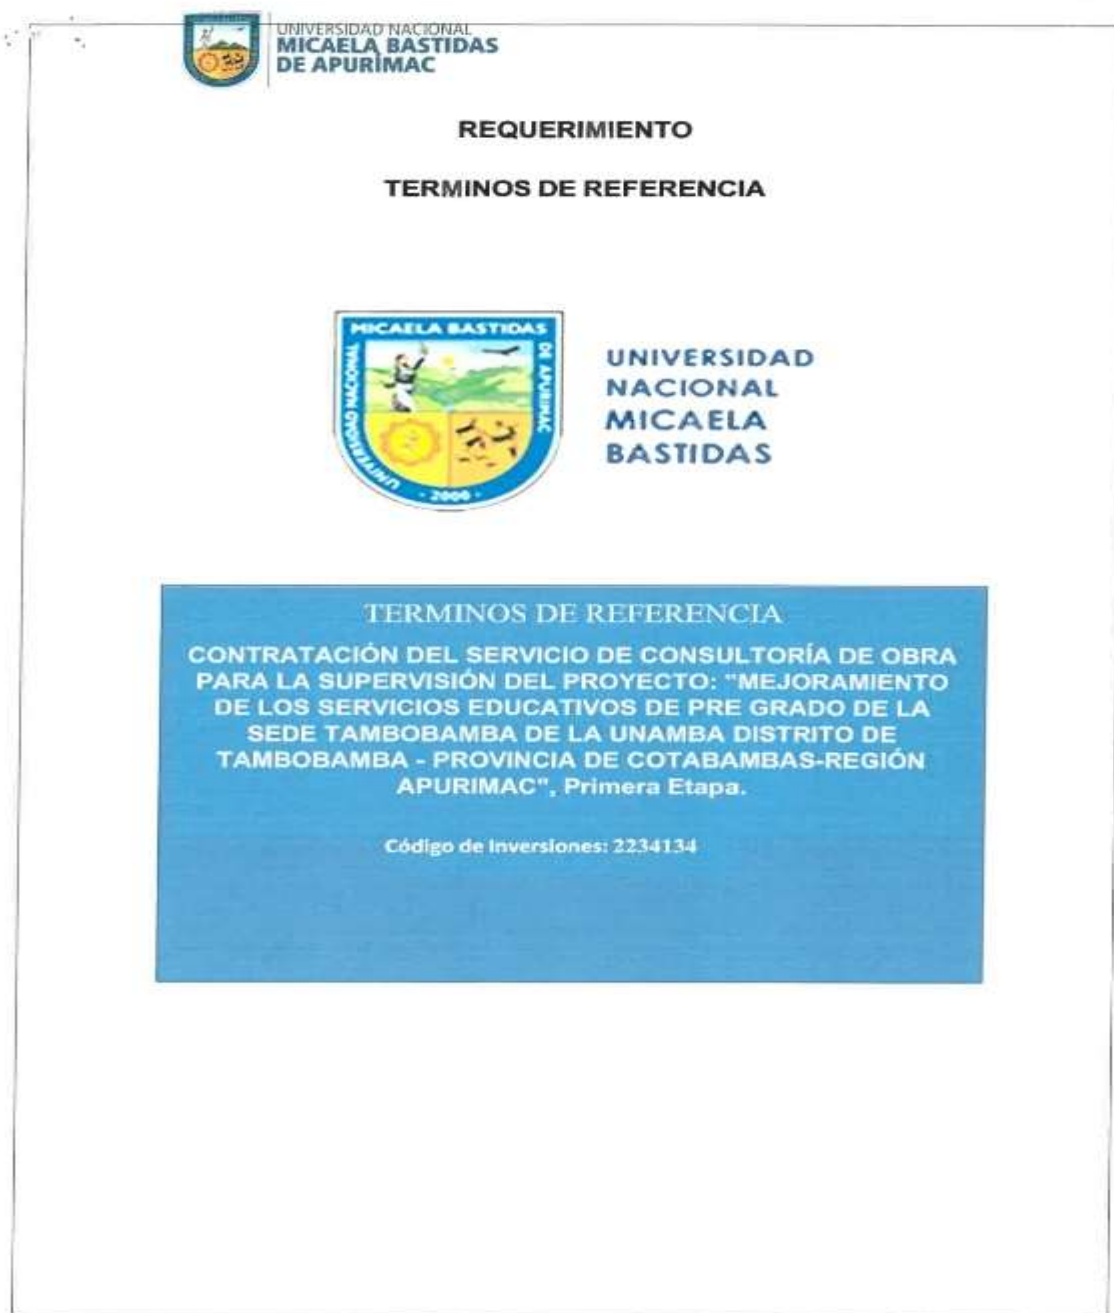 UNIVERSIDAD NACIONAL
MICAELA BASTIDAS
DE APURÍMAC
REQUERIMIENTO
TERMINOS DE REFERENCIA
MICAELA BASTIDAS
UNIVERSIDAD NACIONAL
DE APURIMAC
- 2000 -
UNIVERSIDAD
NACIONAL
MICAELA
BASTIDAS
TERMINOS DE REFERENCIA
CONTRATACIÓN DEL SERVICIO DE CONSULTORÍA DE OBRA
PARA LA SUPERVISIÓN DEL PROYECTO: "MEJORAMIENTO
DE LOS SERVICIOS EDUCATIVOS DE PRE GRADO DE LA
SEDE TAMBOBAMBA DE LA UNAMBA DISTRITO DE
TAMBOBAMBA - PROVINCIA DE COTABAMBAS-REGIÓN
APURIMAC", Primera Etapa.
Código de Inversiones: 2234134